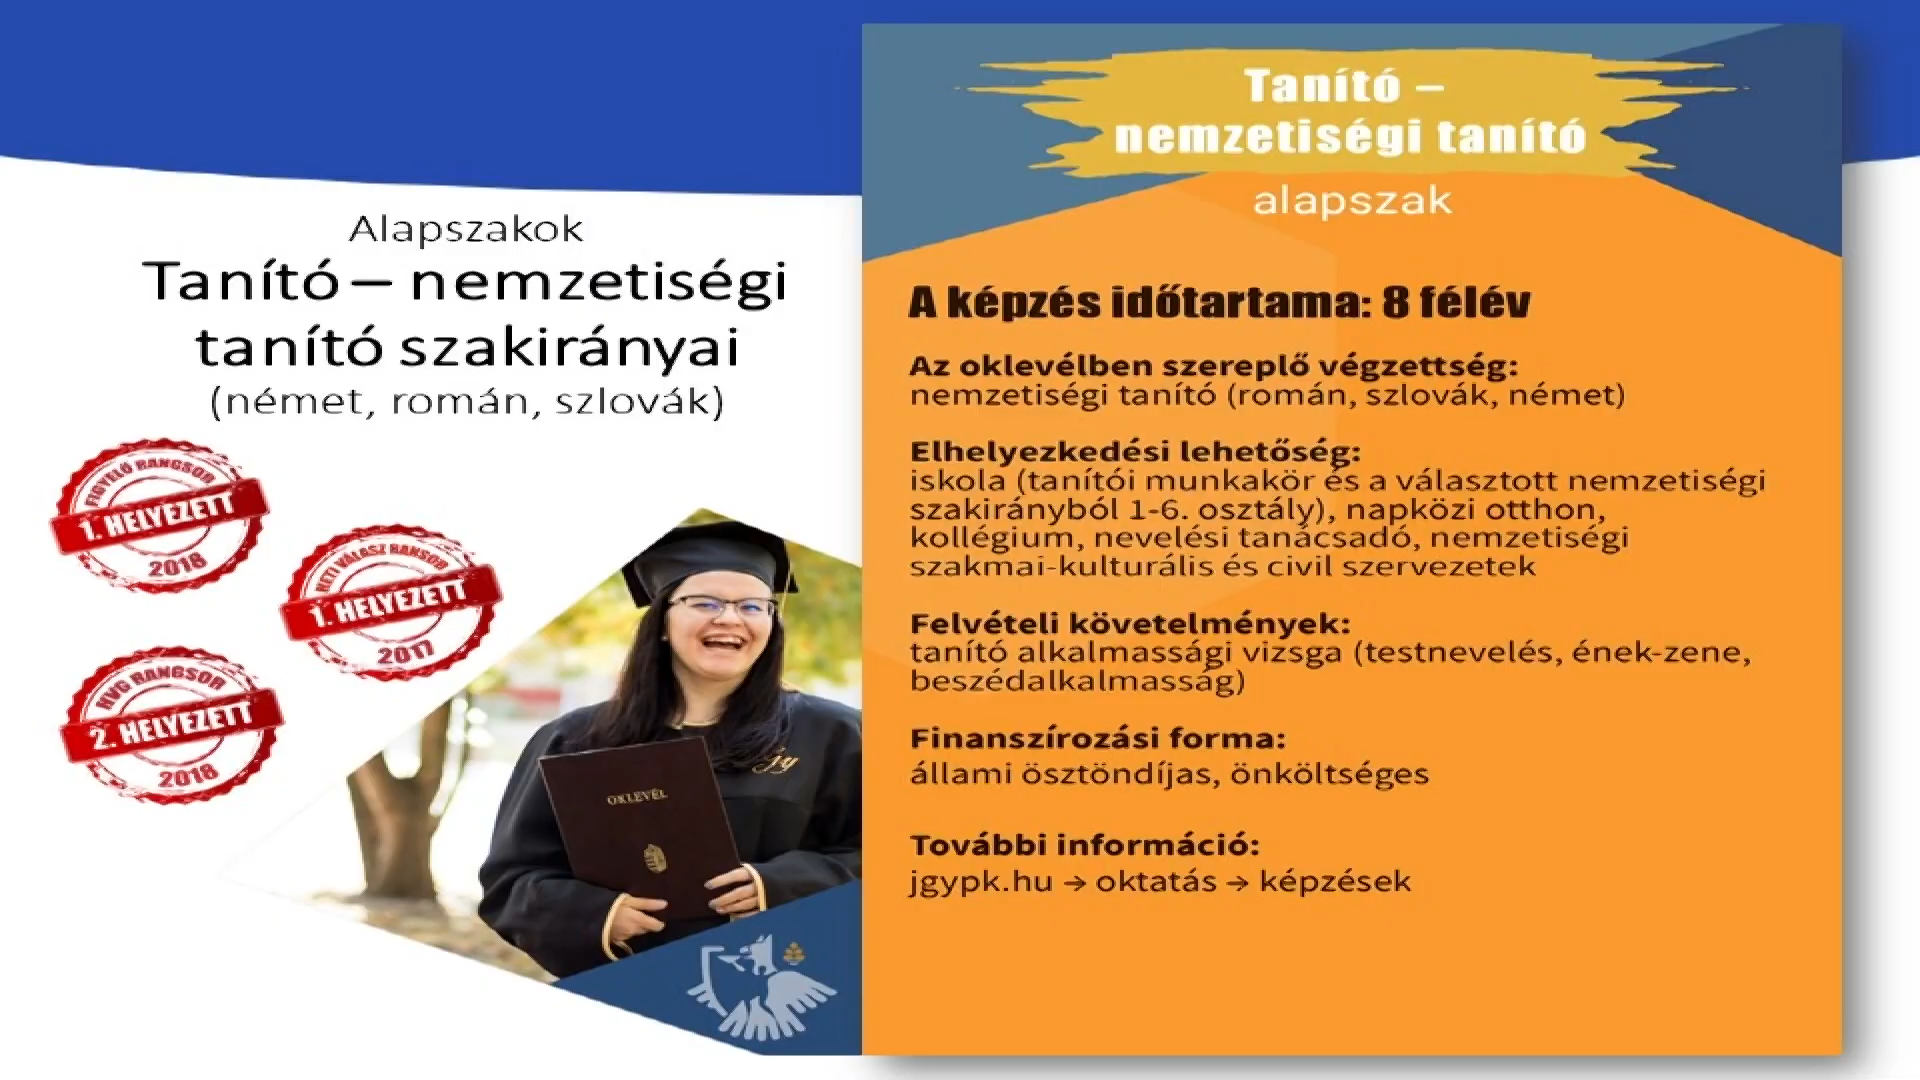 Alapszakok
Tanító – nemzetiségi
tanító szakirányai
(német, román, szlovák)
FIGYELŐ RANGSOR
1. HELYEZETT
2018
HETI VÁLASZ RANGSOR
1. HELYEZETT
2017
HVG RANGSOR
2. HELYEZETT
2018
OKLEVÉL
jgy
Tanító –
nemzetiségi tanító
alapszak
A képzés időtartama: 8 félév
Az oklevélben szereplő végzettség:
nemzetiségi tanító (román, szlovák, német)
Elhelyezkedési lehetőség:
iskola (tanítói munkakör és a választott nemzetiségi
szakirányból 1-6. osztály), napközi otthon,
kollégium, nevelési tanácsadó, nemzetiségi
szakmai-kulturális és civil szervezetek
Felvételi követelmények:
tanító alkalmassági vizsga (testnevelés, ének-zene,
beszédalkalmasság)
Finanszírozási forma:
állami ösztöndíjas, önköltséges
További információ:
jgypk.hu → oktatás → képzések